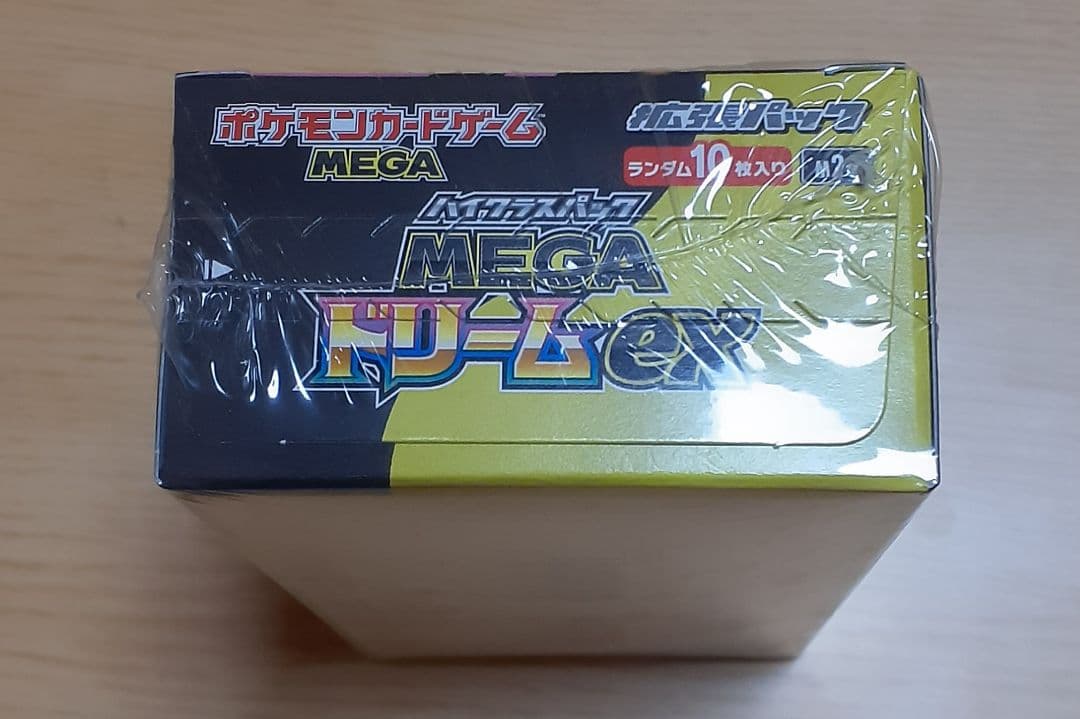 ポケモンカードゲーム
MEGA
拡張パック
ランダム10枚入り
ハイクラスパック
MEGA
ドリームex